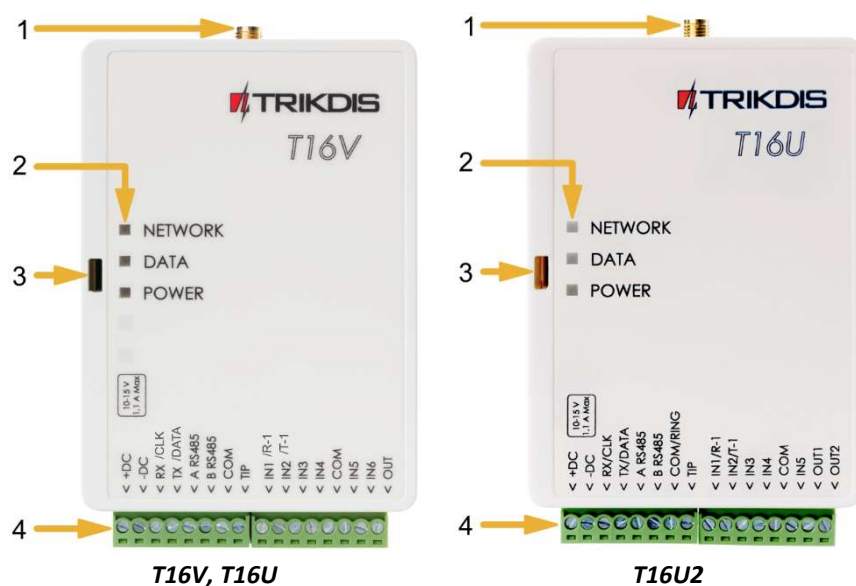 1
TRIKDIS
T16V
2
NETWORK
DATA
POWER
3
10-15 V
1,1 A Max
< +DC
< -DC
< RX /CLK
< TX /DATA
< A RS485
< B RS485
< COM
< TIP
< IN1 /R-1
< IN2 /T-1
< IN3
< IN4
< COM
< IN5
< IN6
< OUT
4
T16V, T16U
1
TRIKDIS
T16U
2
NETWORK
DATA
POWER
3
10-15 V
1,1 A Max
< +DC
< -DC
< RX/CLK
< TX/DATA
< A RS485
< B RS485
< COM/RING
< TIP
< IN1/R-1
< IN2/T-1
< IN3
< IN4
< COM
< IN5
< OUT1
< OUT2
4
T16U2